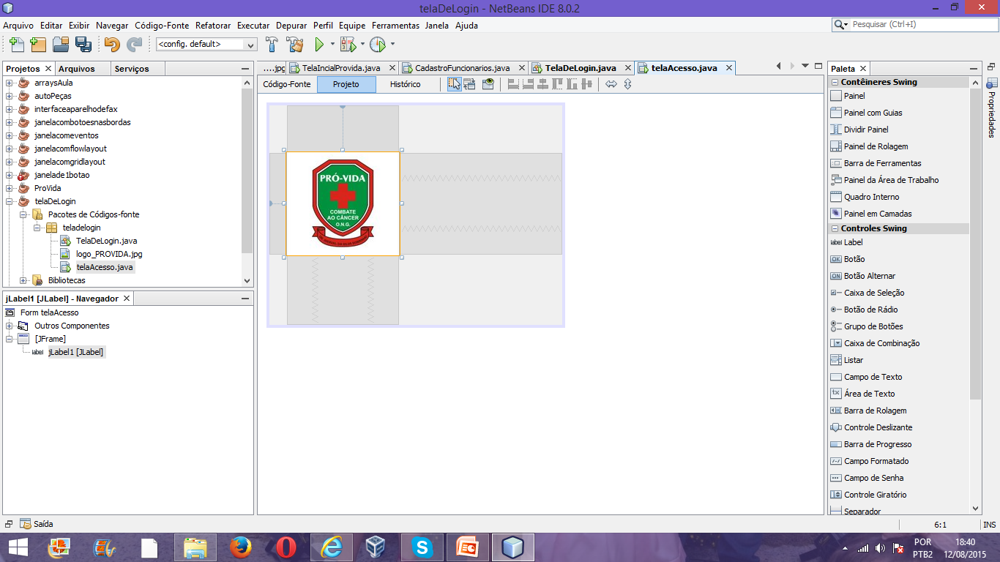 telaDeLogin - NetBeans IDE 8.0.2
Arquivo Editar Exibir Navegar Código-Fonte Refatorar Executar Depurar Perfil Equipe Ferramentas Janela Ajuda
Pesquisar (Ctrl+I)
<config. default>
Projetos Arquivos Serviços
arraysAula
autoPeças
interfaceaparelhodefax
janelacombotoesnasbordas
janelacomeventos
janelacomflowlayout
janelacomgridlayout
janelade1botao
ProVida
telaDeLogin
Pacotes de Códigos-fonte
teladelogin
TelaDeLogin.java
logo_PROVIDA.jpg
telaAcesso.java
Bibliotecas
jLabel1 [JLabel] - Navegador
Form telaAcesso
Outros Componentes
[JFrame]
label jLabel1 [JLabel]
....jpg TelaIncialProvida.java CadastroFuncionarios.java TelaDeLogin.java telaAcesso.java
Código-Fonte Projeto Histórico
PRÓ-VIDA
COMBATE
AO CÂNCER
O.N.G.
Paleta
Contêineres Swing
Painel
Painel com Guias
Dividir Painel
Painel de Rolagem
Barra de Ferramentas
Painel da Área de Trabalho
Quadro Interno
Painel em Camadas
Controles Swing
label Label
OK Botão
ON Botão Alternar
Caixa de Seleção
Botão de Rádio
Grupo de Botões
Caixa de Combinação
Listar
Campo de Texto
Área de Texto
Barra de Rolagem
Controle Deslizante
Barra de Progresso
Campo Formatado
Campo de Senha
Controle Giratório
Separador
Propriedades
Saída
6:1 INS
POR
PTB2
18:40
12/08/2015